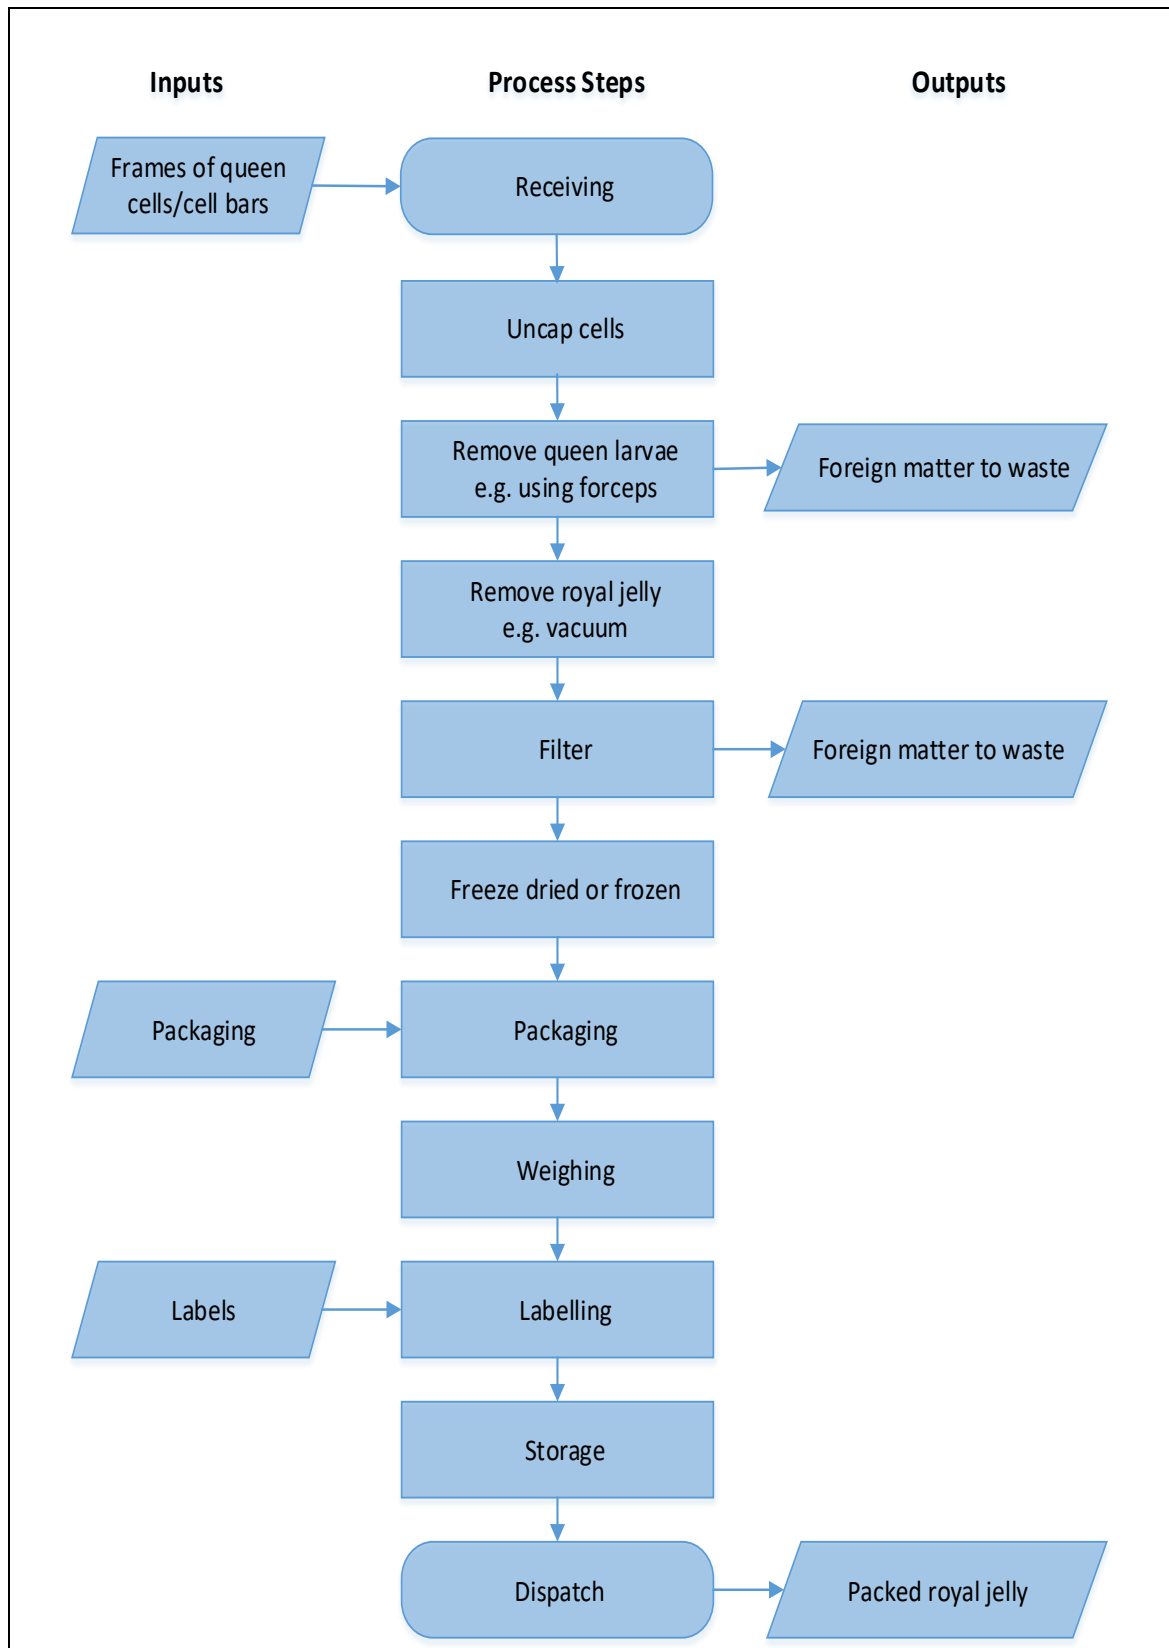 Inputs
Process Steps
Outputs
Frames of queen
cells/cell bars
Receiving
Uncap cells
Remove queen larvae
e.g. using forceps
Foreign matter to waste
Remove royal jelly
e.g. vacuum
Filter
Foreign matter to waste
Freeze dried or frozen
Packaging
Packaging
Weighing
Labels
Labelling
Storage
Dispatch
Packed royal jelly